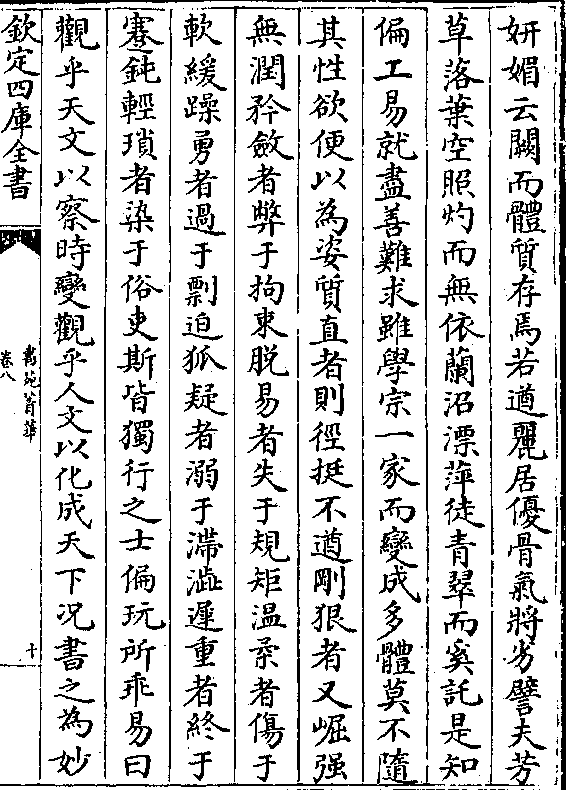 妍媚云闕而體質存焉若遒麗居優骨氣將劣譬夫芳
草落葉空照灼而無依蘭沼漂萍徒青翠而奚託是知
偏工易就盡善難求雖學宗一家而變成多體莫不隨
其性欲便以為姿質直者則徑挺不遒剛狠者又崛强
無潤矜斂者弊于拘束脱易者失于規矩温柔者傷于
軟緩躁勇者過于剽迫狐疑者溺于滯澁遲重者終于
蹇鈍輕瑣者染于俗吏斯皆獨行之士偏玩所乖易曰
觀乎天文以察時變觀乎人文以化成天下况書之為妙
欽定四庫全書
書苑菁華
卷八
十